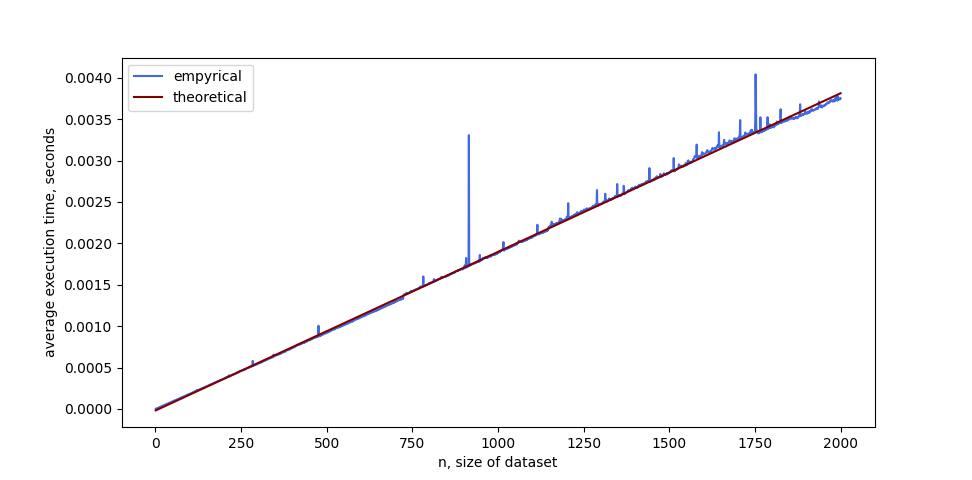 empyrical
theoretical
0.0040
0.0035
0.0030
0.0025
0.0020
0.0015
0.0010
0.0005
0.0000
average execution time, seconds
0 250 500 750 1000 1250 1500 1750 2000
n, size of dataset